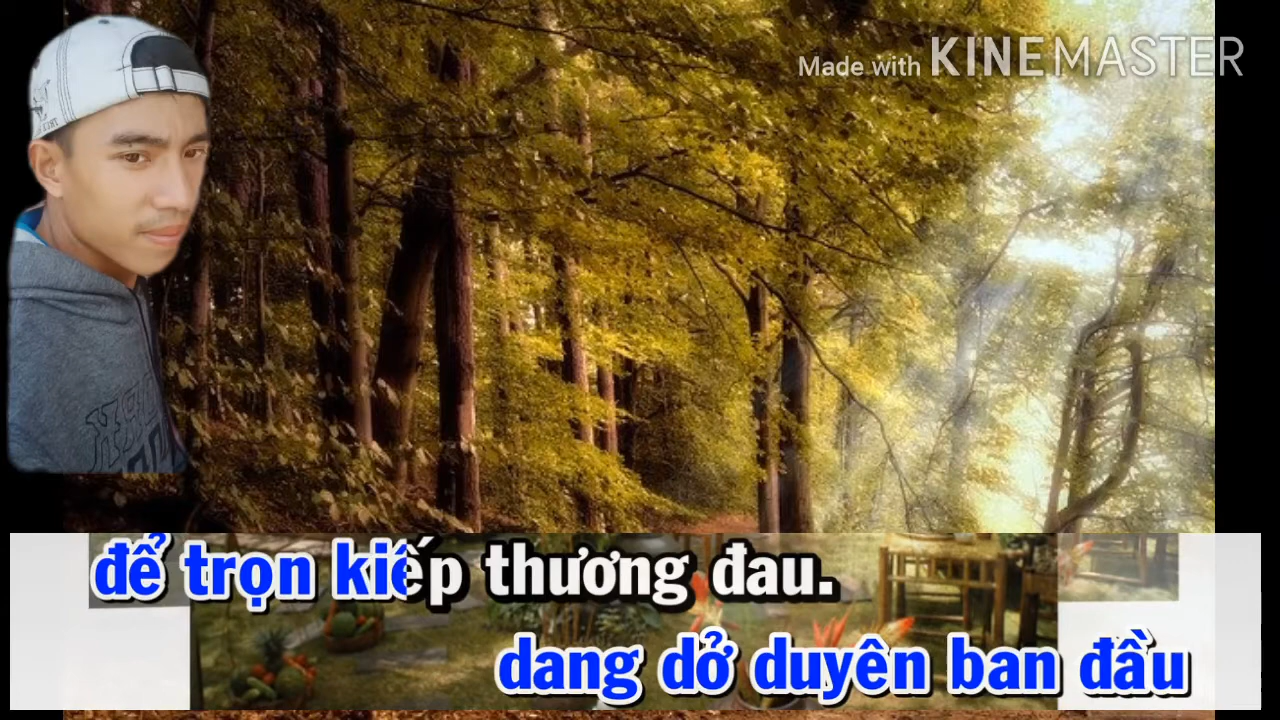 Made with KINEMASTER
để trọn kiếp thương đau.
dang dở duyên ban đầu